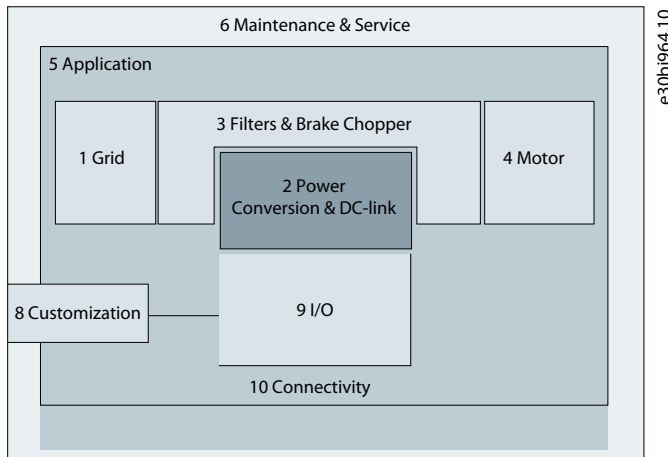 6 Maintenance & Service
5 Application
3 Filters & Brake Chopper
1 Grid
4 Motor
2 Power
Conversion & DC-link
8 Customization
9 I/O
10 Connectivity
e30bi964.10